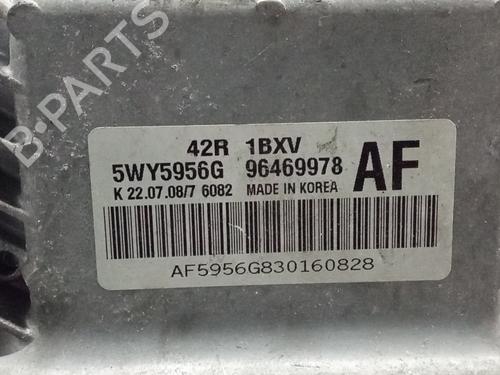 B-PARTS
42R 1BXV
5WY5956G 96469978 AF
K 22.07.08/7 6082 MADE IN KOREA
AF5956G830160828